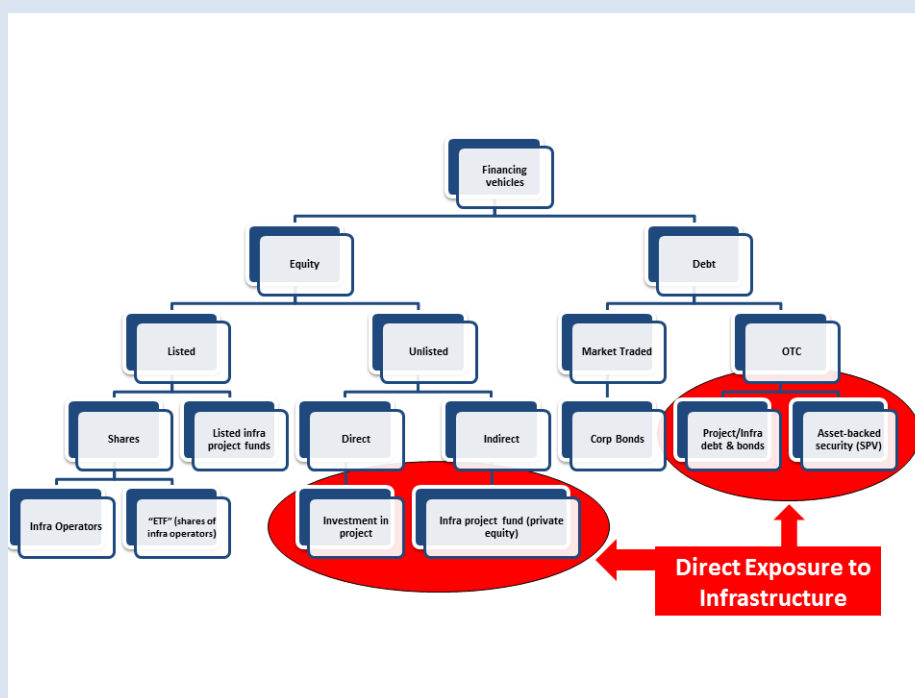 Financing
vehicles
Equity
Debt
Listed
Unlisted
Market Traded
OTC
Shares
Listed infra
project funds
Direct
Indirect
Corp Bonds
Project/Infra
debt & bonds
Asset-backed
security (SPV)
Infra Operators
"ETF" (shares of
infra operators)
Investment in
project
Infra project fund (private
equity)
Direct Exposure to
Infrastructure